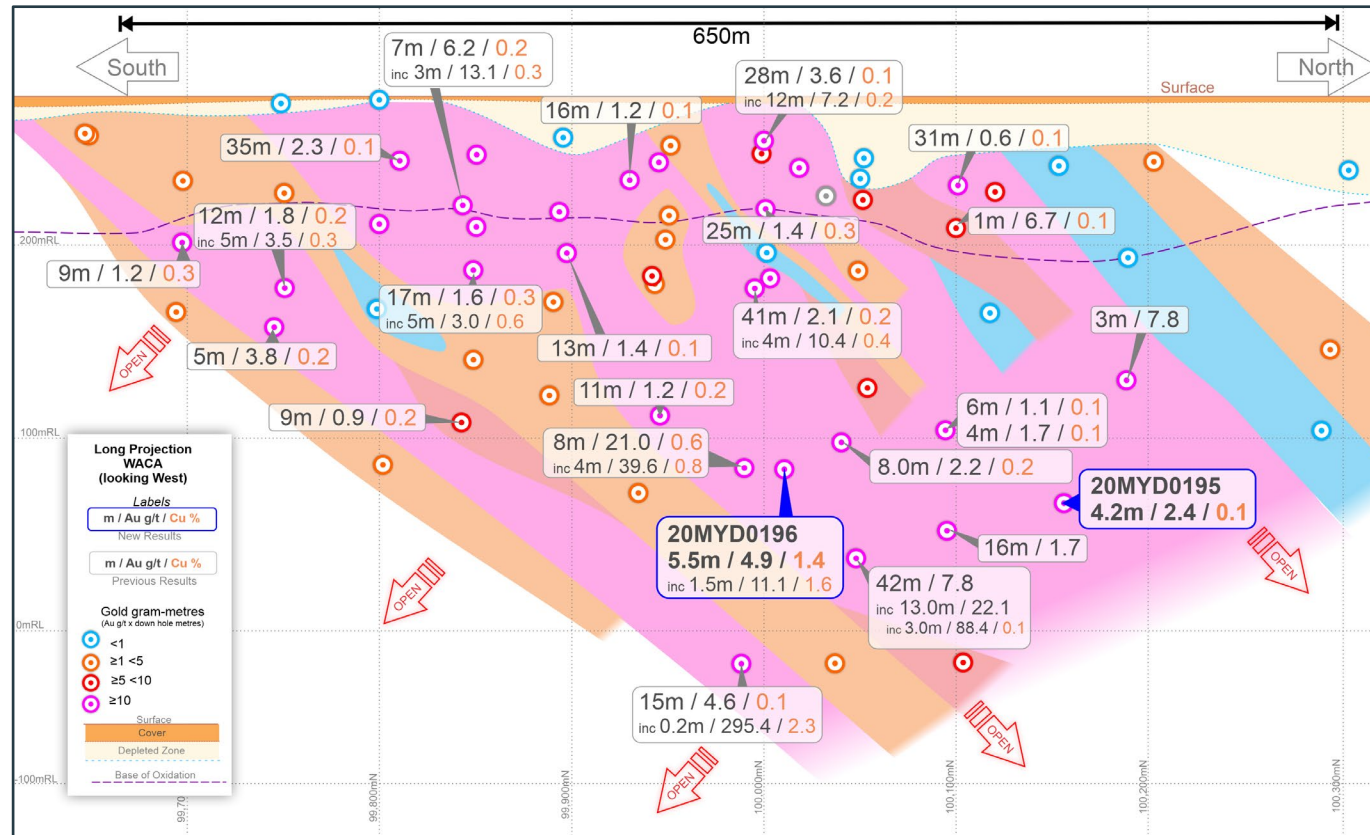 650m
South
North
Surface
7m / 6.2 / 0.2
inc 3m / 13.1 / 0.3
28m / 3.6 / 0.1
inc 12m / 7.2 / 0.2
16m / 1.2 / 0.1
35m / 2.3 / 0.1
31m / 0.6 / 0.1
12m / 1.8 / 0.2
inc 5m / 3.5 / 0.3
25m / 1.4 / 0.3
1m / 6.7 / 0.1
200mRL
9m / 1.2 / 0.3
17m / 1.6 / 0.3
inc 5m / 3.0 / 0.6
41m / 2.1 / 0.2
inc 4m / 10.4 / 0.4
3m / 7.8
5m / 3.8 / 0.2
13m / 1.4 / 0.1
OPEN
11m / 1.2 / 0.2
9m / 0.9 / 0.2
6m / 1.1 / 0.1
4m / 1.7 / 0.1
100mRL
8m / 21.0 / 0.6
inc 4m / 39.6 / 0.8
8.0m / 2.2 / 0.2
20MYD0195
4.2m / 2.4 / 0.1
20MYD0196
5.5m / 4.9 / 1.4
inc 1.5m / 11.1 / 1.6
16m / 1.7
OPEN
OPEN
42m / 7.8
inc 13.0m / 22.1
inc 3.0m / 88.4 / 0.1
0mRL
15m / 4.6 / 0.1
inc 0.2m / 295.4 / 2.3
OPEN
OPEN
-100mRL
Long Projection
WACA
(looking West)
Labels
m / Au g/t / Cu %
New Results
m / Au g/t / Cu %
Previous Results
Gold gram-metres
(Au g/t x down hole metres)
<1
≥1 <5
≥5 <10
≥10
Surface
Cover
Depleted Zone
Base of Oxidation
99,70
99,800mN
99,900mN
100,000mN
100,100mN
100,200mN
100,300mN